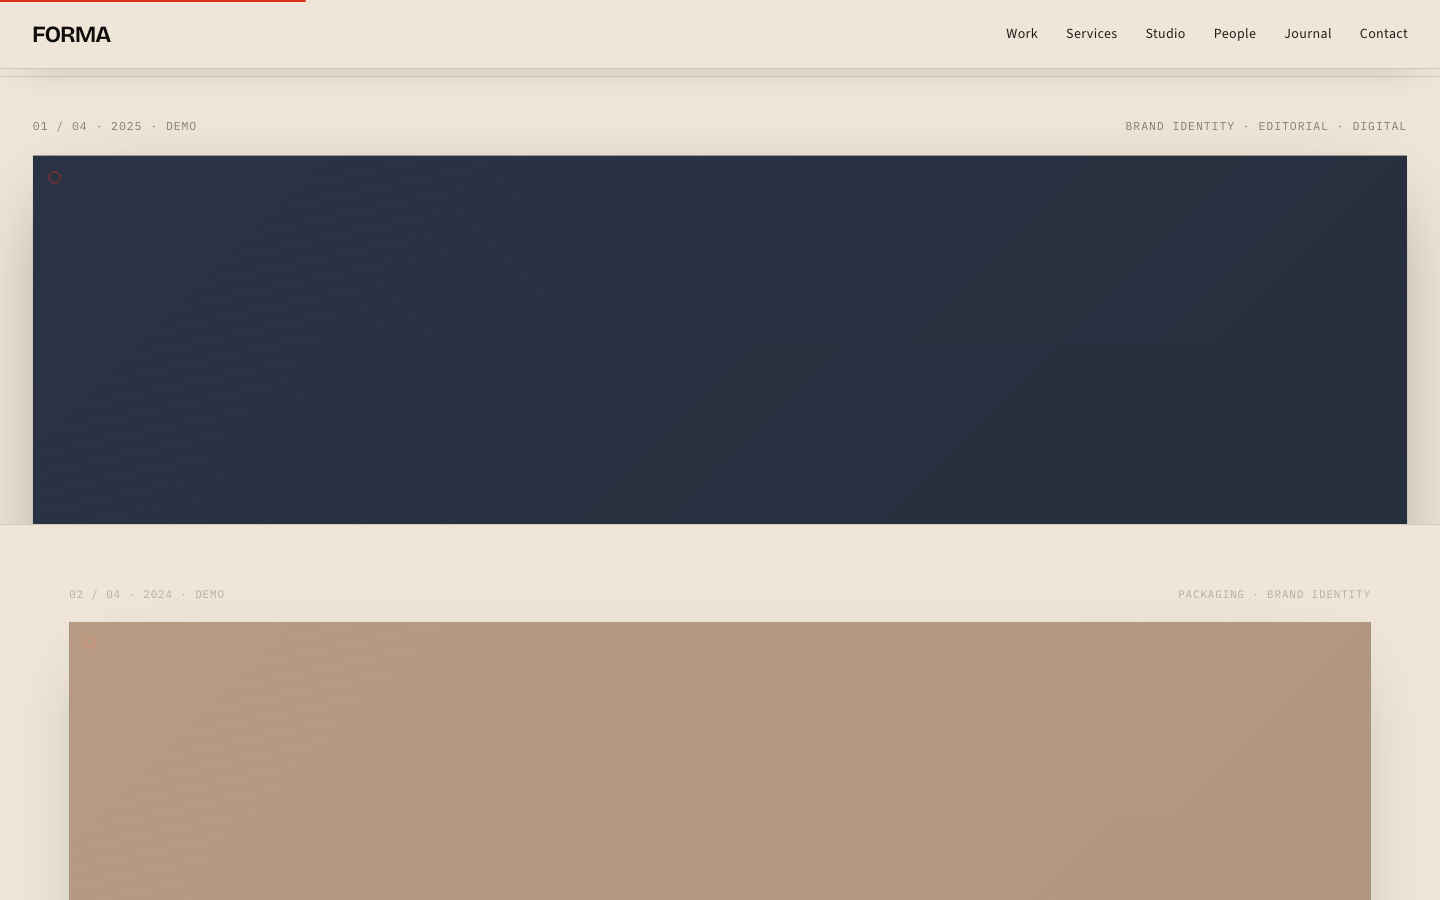 FORMA
Work Services Studio People Journal Contact
01 / 04 · 2025 · DEMO
BRAND IDENTITY · EDITORIAL · DIGITAL
02 / 04 · 2024 · DEMO
PACKAGING · BRAND IDENTITY